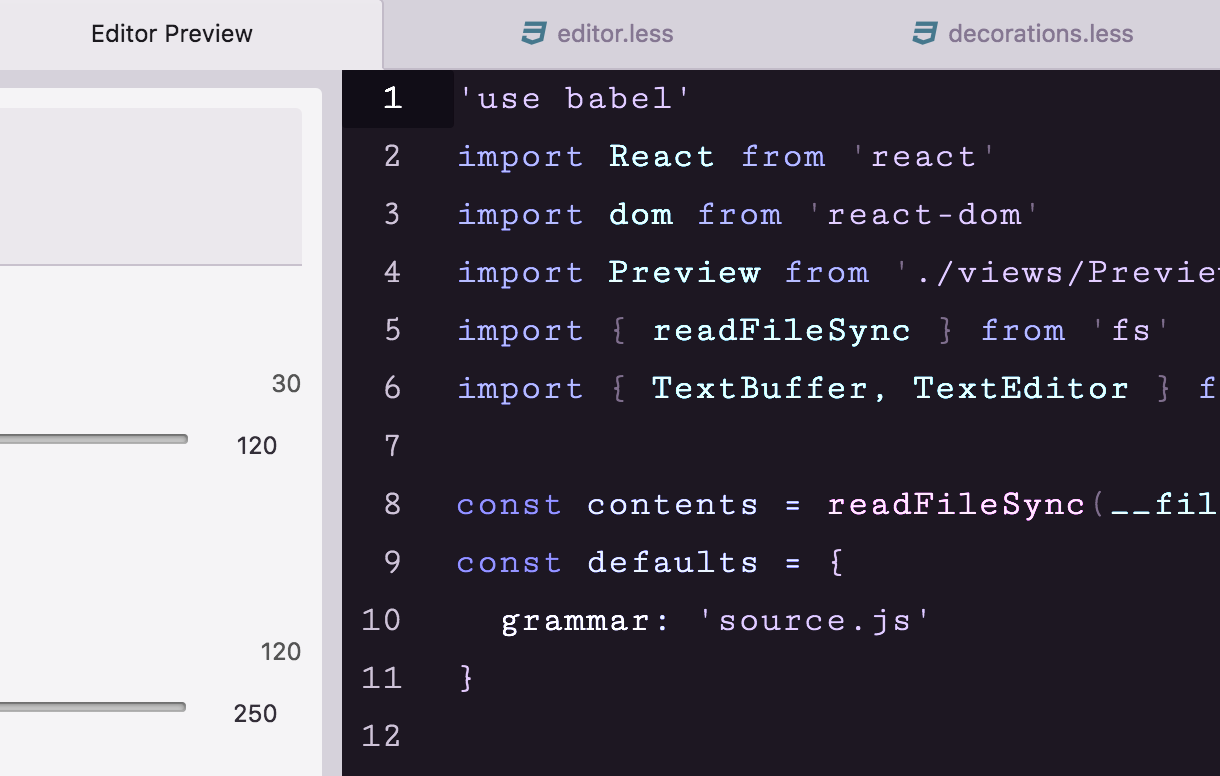 Editor Preview
editor.less
decorations.less
30
120
120
250
1 'use babel'
2 import React from 'react'
3 import dom from 'react-dom'
4 import Preview from './views/Preview
5 import { readFileSync } from 'fs'
6 import { TextBuffer, TextEditor } f
7
8 const contents = readFileSync(__fil
9 const defaults = {
10 grammar: 'source.js'
11 }
12